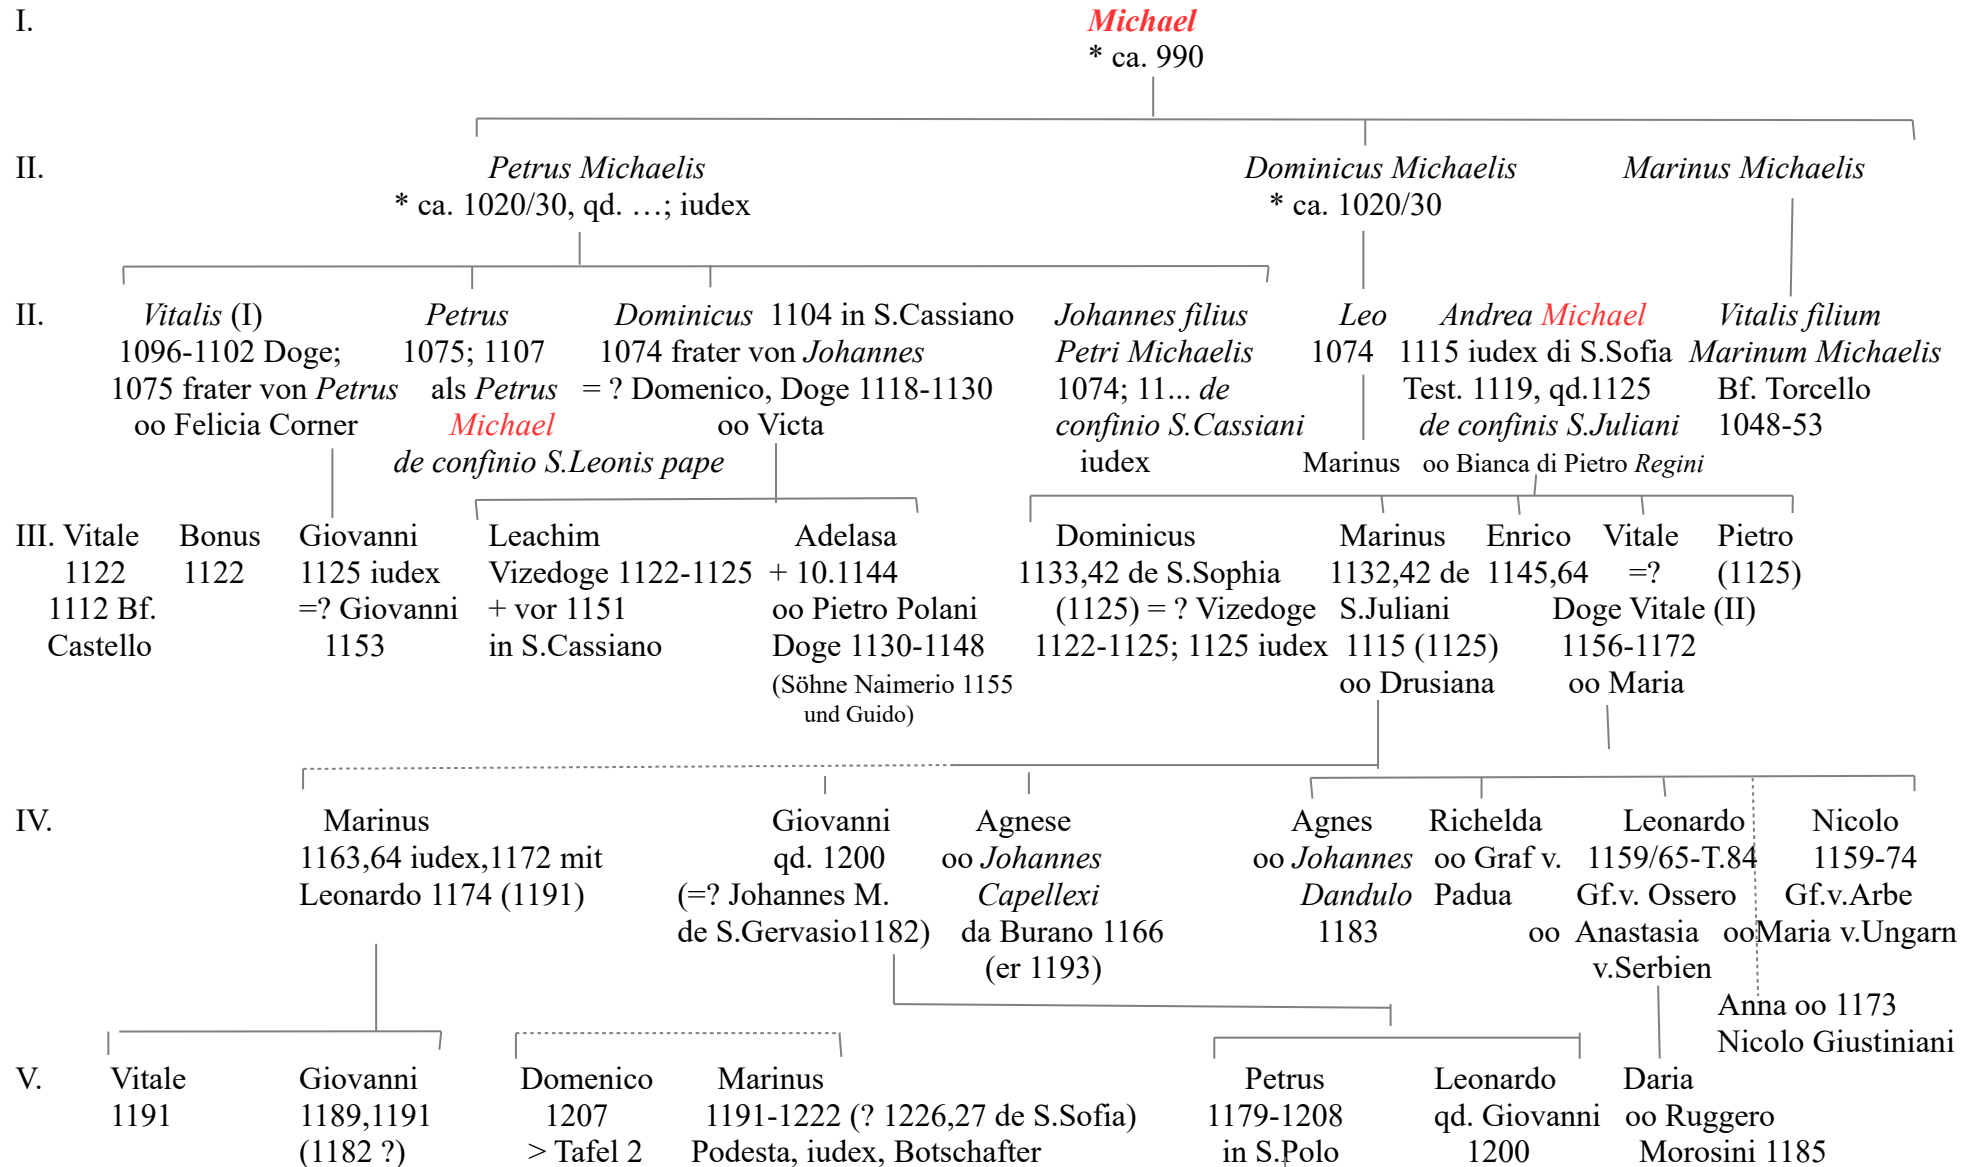 I. Michael
* ca. 990
II. Petrus Michaelis Dominicus Michaelis Marinus Michaelis
* ca. 1020/30, qd. …; iudex * ca. 1020/30
II. Vitalis (I) Petrus Dominicus 1104 in S.Cassiano Johannes filius Leo Andrea Michael Vitalis filium
1096-1102 Doge; 1075; 1107 1074 frater von Johannes Petri Michaelis 1074 1115 iudex di S.Sofia Marinum Michaelis
1075 frater von Petrus als Petrus = ? Domenico, Doge 1118-1130 1074; 11... de Test. 1119, qd.1125 Bf. Torcello
oo Felicia Corner Michael oo Victa confinio S.Cassiani de confinis S.Juliani 1048-53
de confinio S.Leonis pape iudex Marinus oo Bianca di Pietro Regini
III. Vitale Bonus Giovanni Leachim Adelasa Dominicus Marinus Enrico Vitale Pietro
1122 1122 1125 iudex Vizedoge 1122-1125 + 10.1144 1133,42 de S.Sophia 1132,42 de 1145,64 =? (1125)
1112 Bf. =? Giovanni + vor 1151 oo Pietro Polani (1125) = ? Vizedoge S.Juliani Doge Vitale (II)
Castello 1153 in S.Cassiano Doge 1130-1148 1122-1125; 1125 iudex 1115 (1125) 1156-1172
(Söhne Naimerio 1155 oo Drusiana oo Maria
und Guido)
IV. Marinus Giovanni Agnese Agnes Richelda Leonardo Nicolo
1163,64 iudex,1172 mit qd. 1200 oo Johannes oo Johannes oo Graf v. 1159/65-T.84 1159-74
Leonardo 1174 (1191) (=? Johannes M. Capellexi Dandulo Padua Gf.v. Ossero Gf.v.Arbe
de S.Gervasio1182) da Burano 1166 1183 oo Anastasia ooMaria v.Ungarn
(er 1193) v.Serbien
Anna oo 1173
Nicolo Giustiniani
V. Vitale Giovanni Domenico Marinus Petrus Leonardo Daria
1191 1189,1191 1207 1191-1222 (? 1226,27 de S.Sofia) 1179-1208 qd. Giovanni oo Ruggero
(1182 ?) > Tafel 2 Podesta, iudex, Botschafter in S.Polo 1200 Morosini 1185